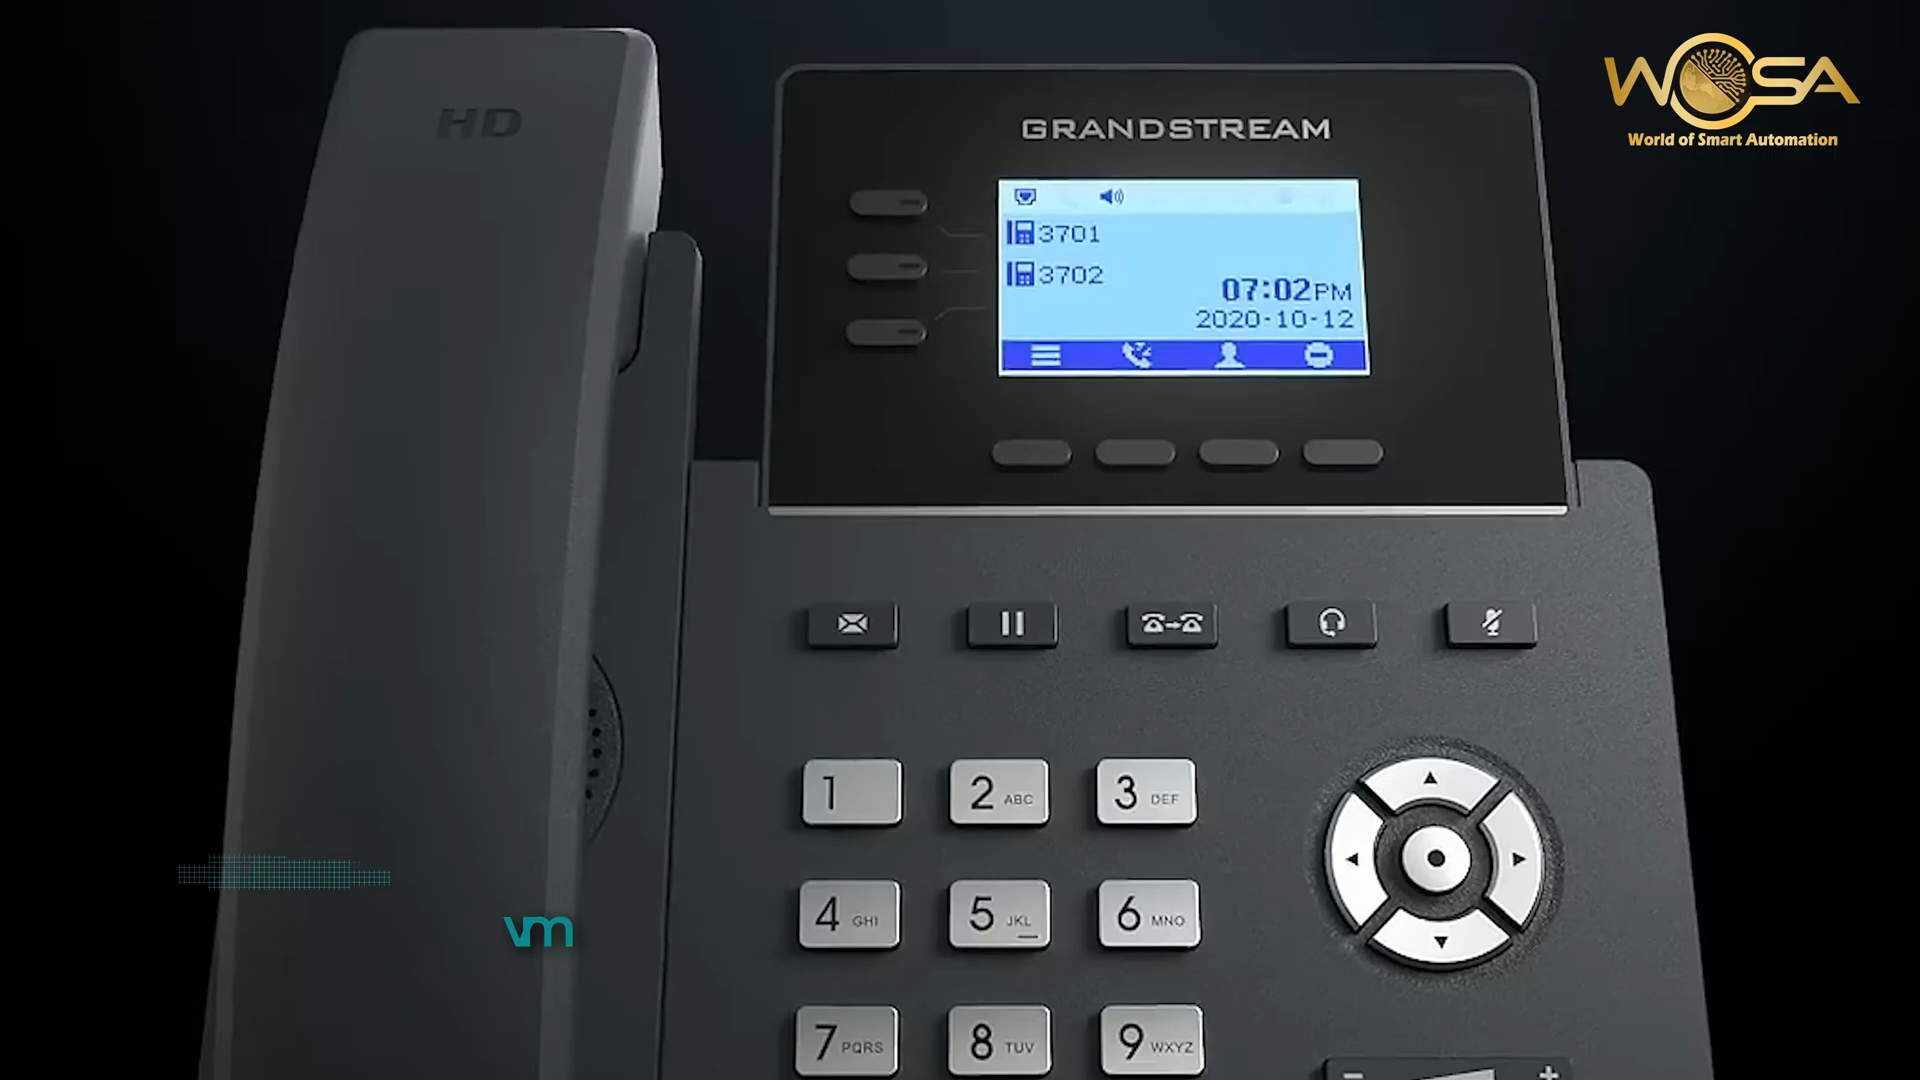 HD
WOSA
World of Smart Automation
GRANDSTREAM
3701
3702
07:02PM
2020-10-12
1
2 ABC
3 DEF
4 GHI
5 JKL
6 MNO
7 PQRS
8 TUV
9 WXYZ
vm
- +